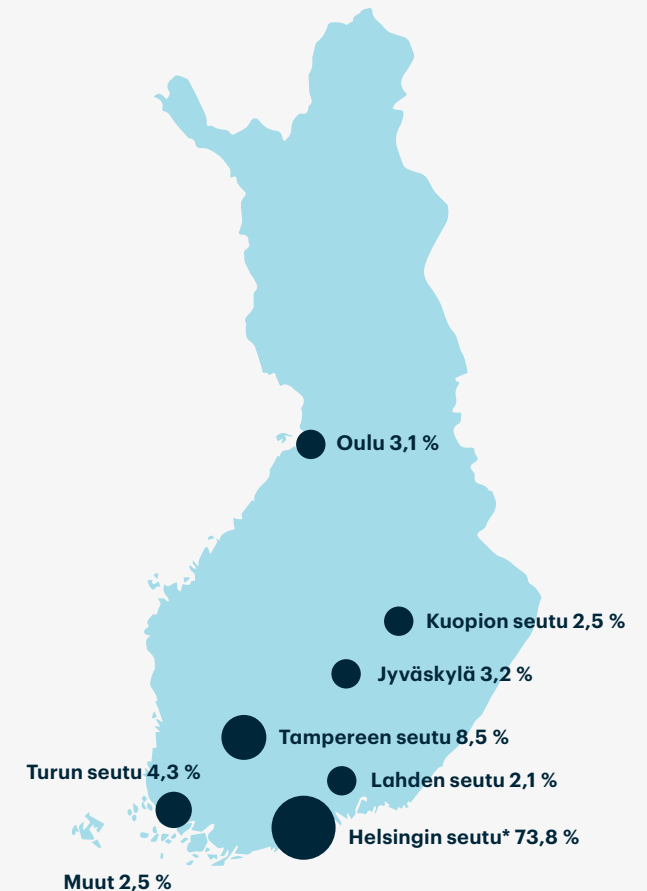 Oulu 3,1 %
Kuopion seutu 2,5 %
Jyväskylä 3,2 %
Tampereen seutu 8,5 %
Turun seutu 4,3 %
Lahden seutu 2,1 %
Helsingin seutu* 73,8 %
Muut 2,5 %